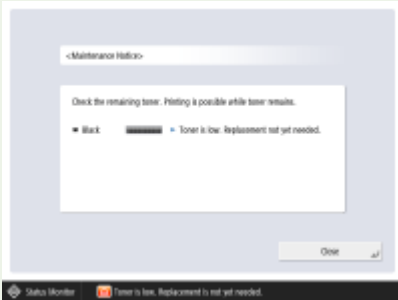 <Maintenance Notice>
Check the remaining toner. Printing is possible while toner remains.
Black Toner is low. Replacement not yet needed.
Close
Status Monitor Toner is low. Replacement is not yet needed.